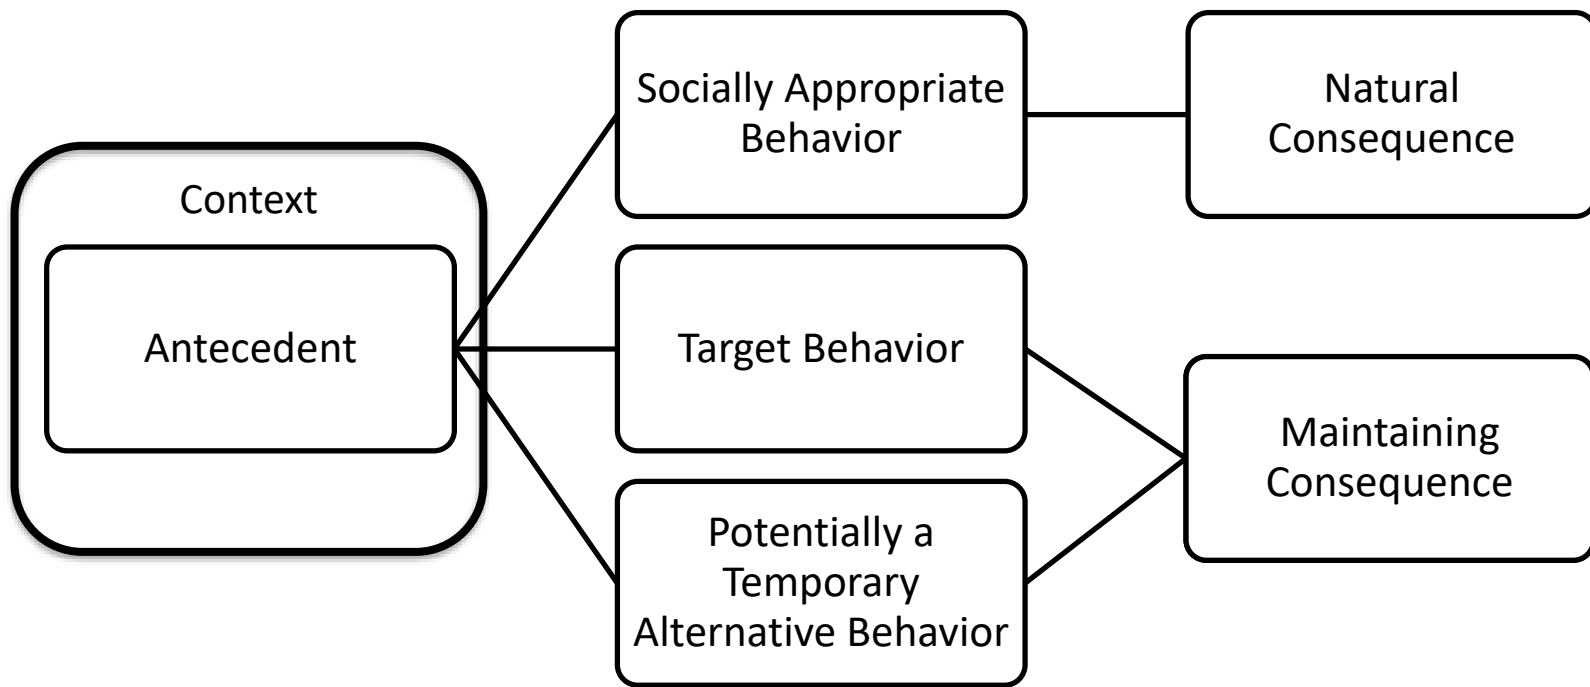 Context
Antecedent
Socially Appropriate
Behavior
Natural
Consequence
Target Behavior
Maintaining
Consequence
Potentially a
Temporary
Alternative Behavior